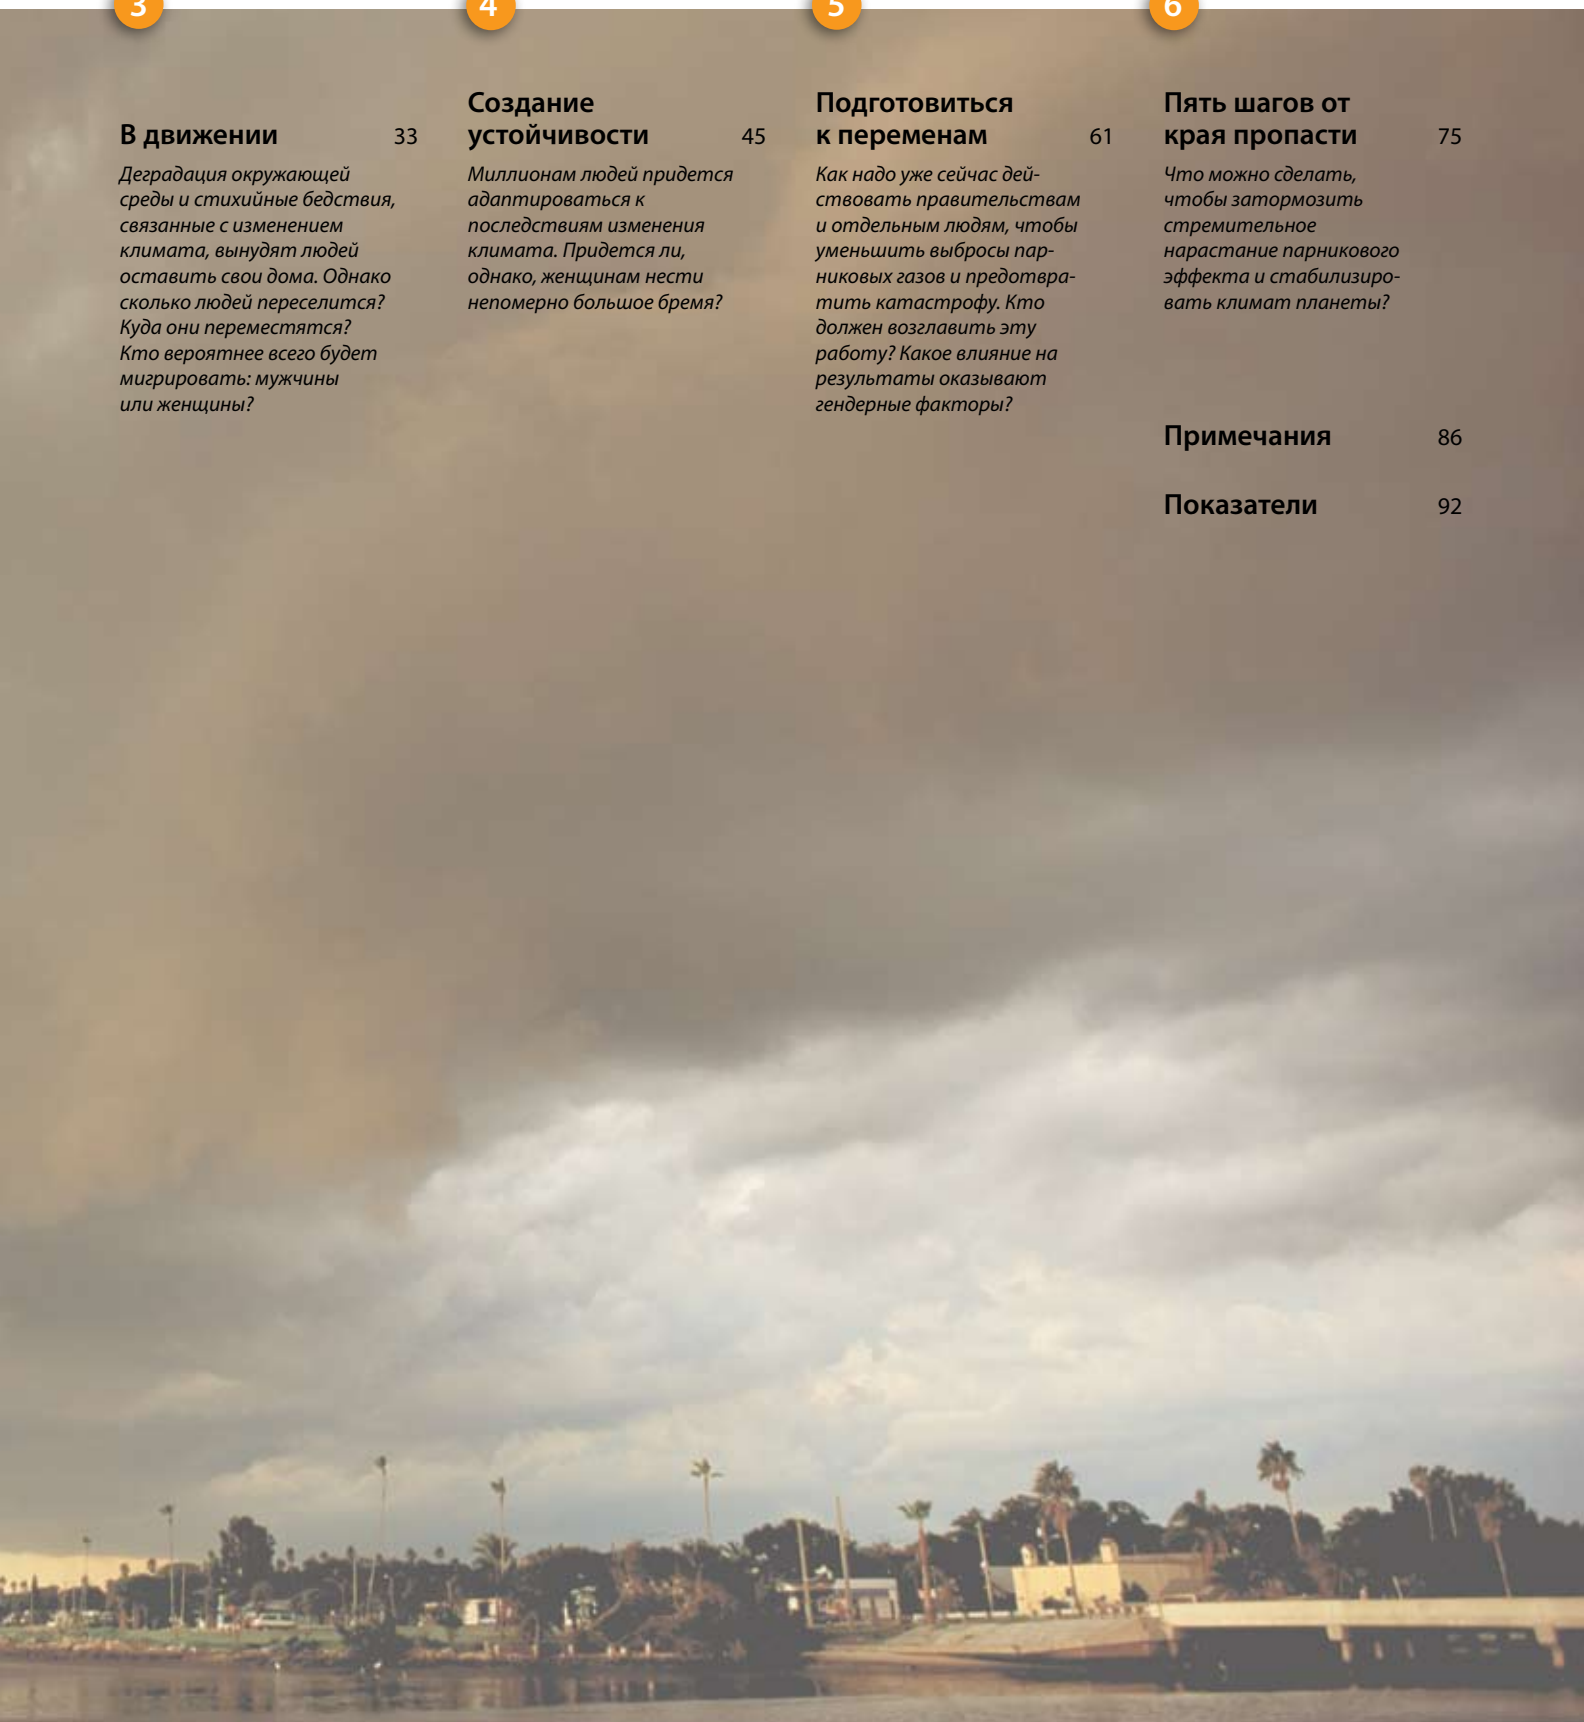 3
В движении 33
Деградация окружающей
среды и стихийные бедствия,
связанные с изменением
климата, вынудят людей
оставить свои дома. Однако
сколько людей переселится?
Куда они переместятся?
Кто вероятнее всего будет
мигрировать: мужчины
или женщины?
4
Создание
устойчивости 45
Миллионам людей придется
адаптироваться к
последствиям изменения
климата. Придется ли,
однако, женщинам нести
непомерно большое бремя?
5
Подготовиться
к переменам 61
Как надо уже сейчас дей-
ствовать правительствам
и отдельным людям, чтобы
уменьшить выбросы пар-
никовых газов и предотвра-
тить катастрофу. Кто
должен возглавить эту
работу? Какое влияние на
результаты оказывают
гендерные факторы?
6
Пять шагов от
края пропасти 75
Что можно сделать,
чтобы затормозить
стремительное
нарастание парникового
эффекта и стабилизиро-
вать климат планеты?
Примечания 86
Показатели 92